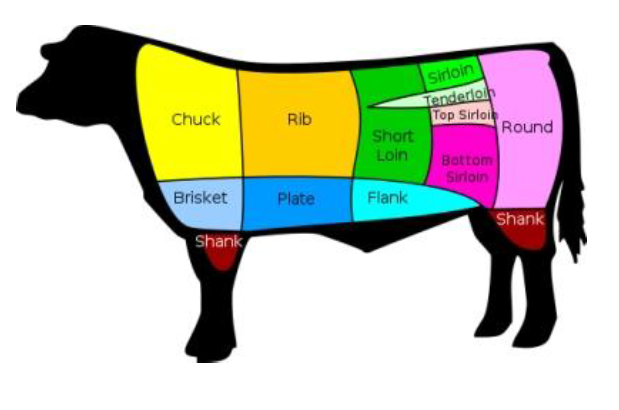 Sirloin
Tenderloin
Chuck
Rib
Top Sirloin
Round
Short
Loin
Bottom
Sirloin
Brisket
Plate
Flank
Shank
Shank